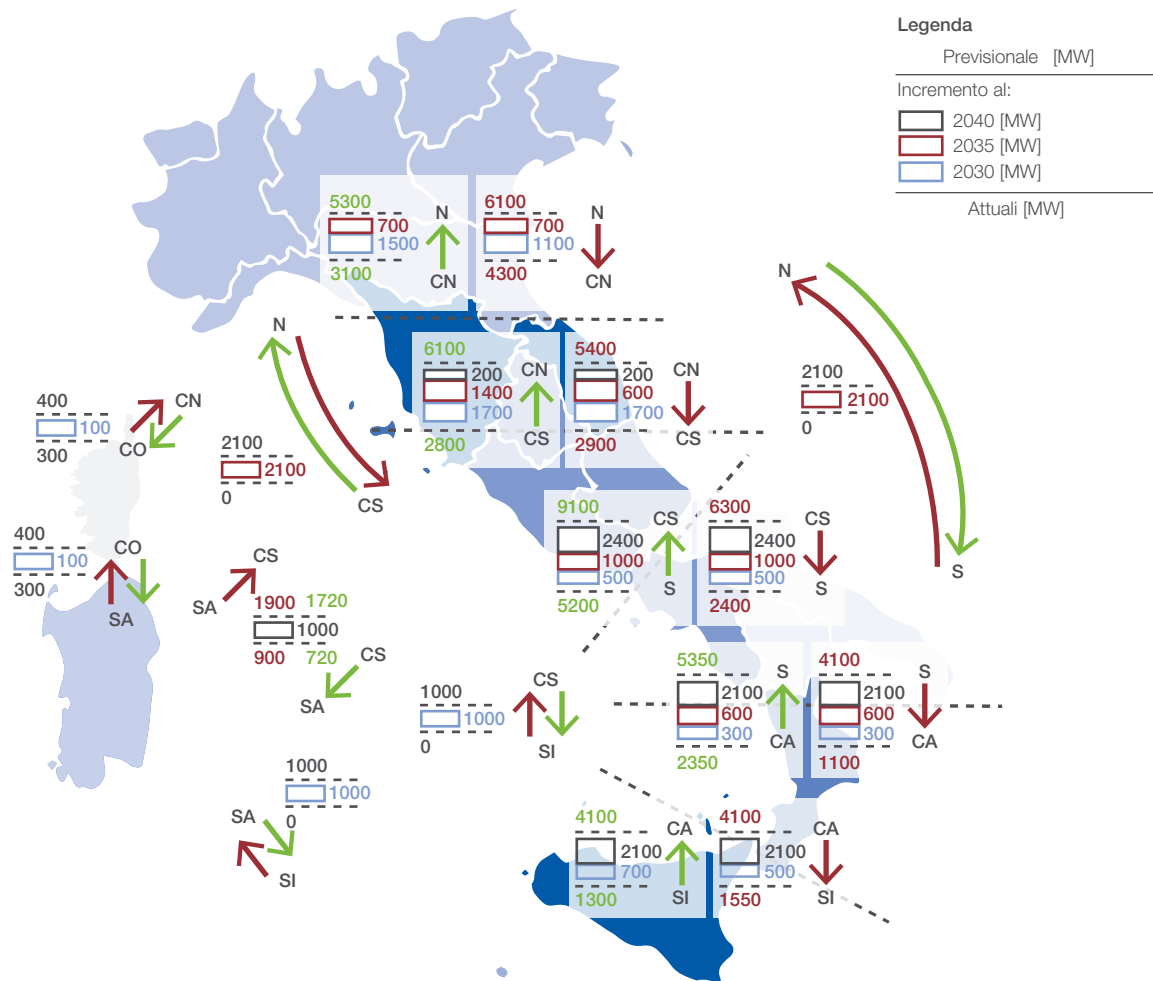 Legenda
Previsionale [MW]
Incremento al:
2040 [MW]
2035 [MW]
2030 [MW]
Attuali [MW]
5300
700
1500
3100
N
CN
6100
700
1100
4300
N
CN
N
2100
2100
0
S
N
2100
2100
0
CS
6100
200
1400
1700
2800
CN
CS
5400
200
600
1700
2900
CN
CS
400
100
300
CN
CO
400
100
300
CO
SA
CS
SA
1900 1720
1000
900 720
CS
SA
9100
2400
1000
500
5200
CS
S
6300
2400
1000
500
2400
CS
S
1000
1000
0
CS
SI
5350
2100
600
300
2350
S
CA
4100
2100
600
300
1100
S
CA
1000
1000
0
SA
SI
4100
2100
700
1300
CA
SI
4100
2100
500
1550
CA
SI